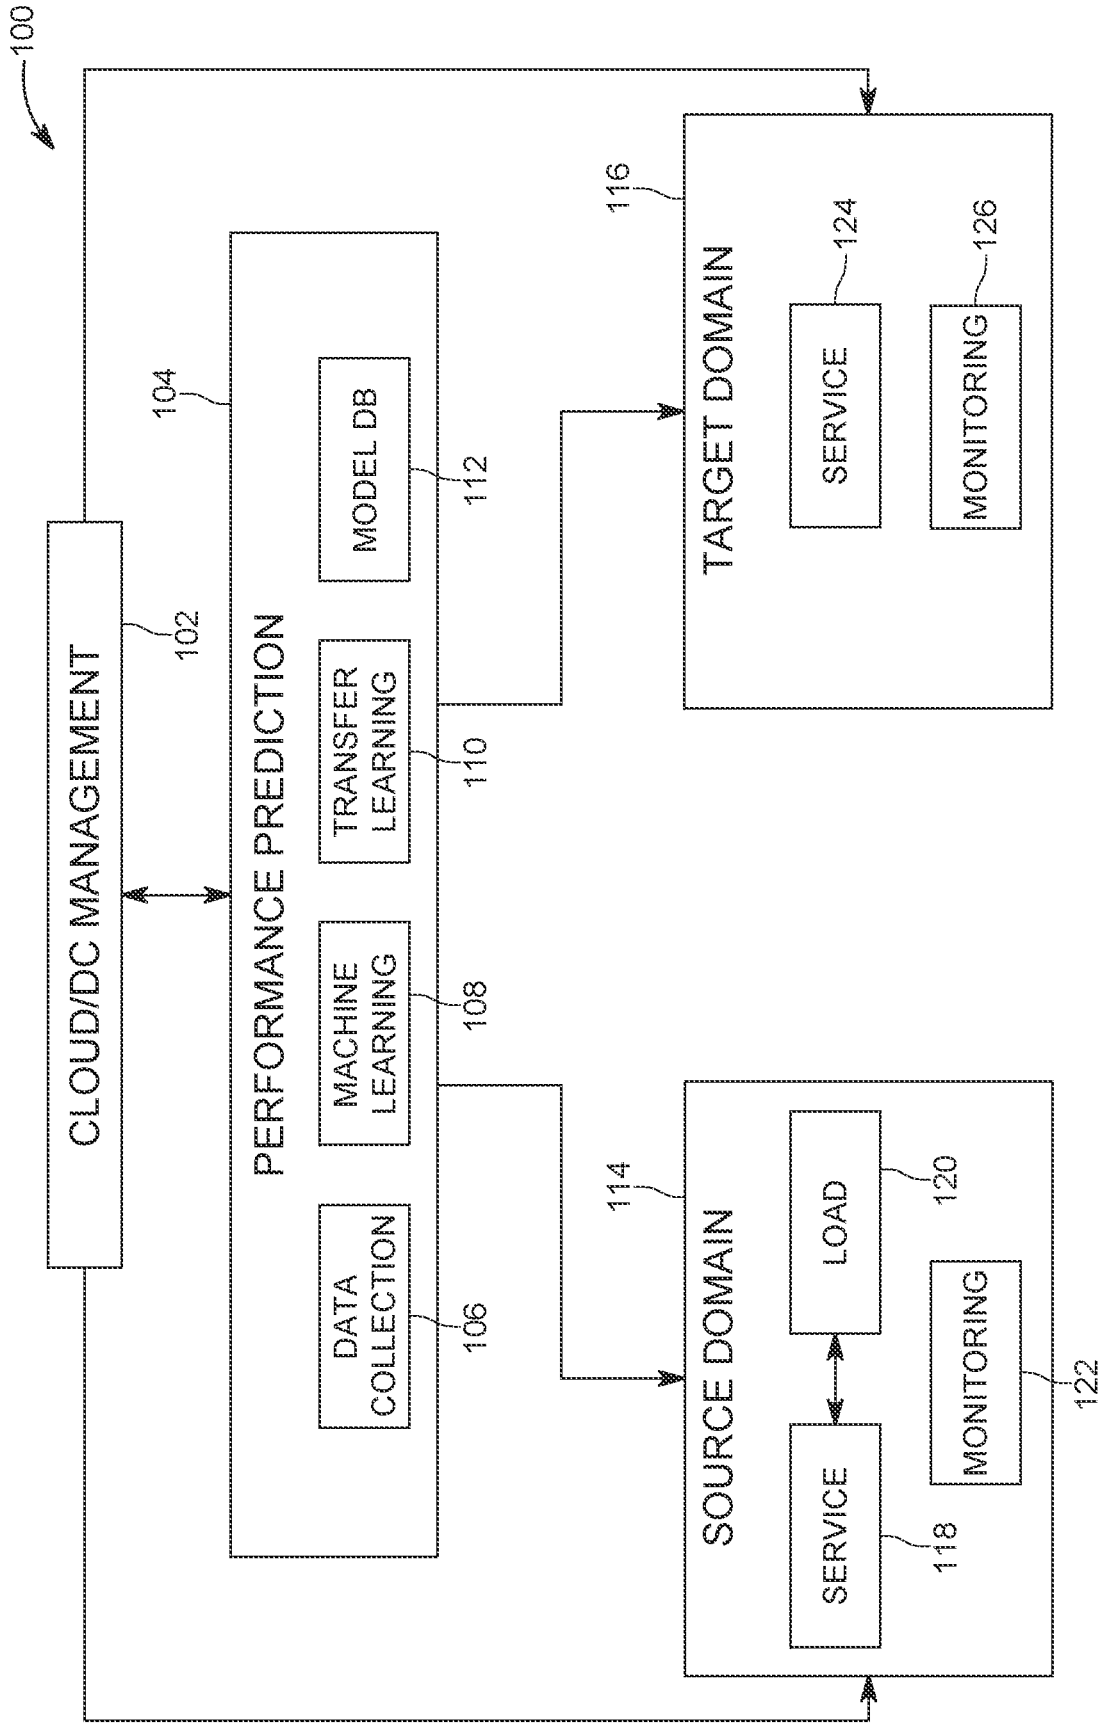 100
CLOUD/DC MANAGEMENT
102
104
PERFORMANCE PREDICTION
DATA
COLLECTION
106
MACHINE
LEARNING
108
TRANSFER
LEARNING
110
MODEL DB
112
114
SOURCE DOMAIN
SERVICE
118
LOAD
120
MONITORING
122
116
TARGET DOMAIN
SERVICE
124
MONITORING
126